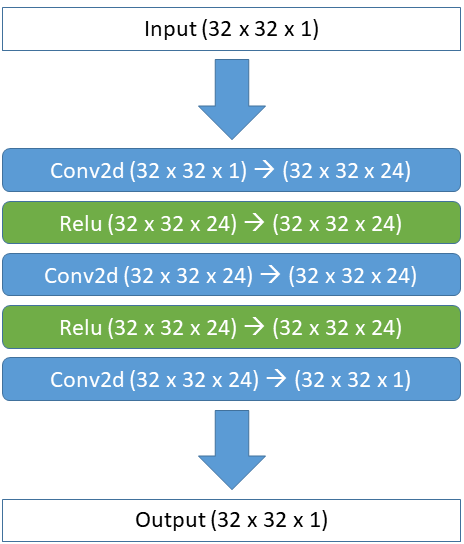 Input (32 x 32 x 1)
Conv2d (32 x 32 x 1) → (32 x 32 x 24)
Relu (32 x 32 x 24) → (32 x 32 x 24)
Conv2d (32 x 32 x 24) → (32 x 32 x 24)
Relu (32 x 32 x 24) → (32 x 32 x 24)
Conv2d (32 x 32 x 24) → (32 x 32 x 1)
Output (32 x 32 x 1)